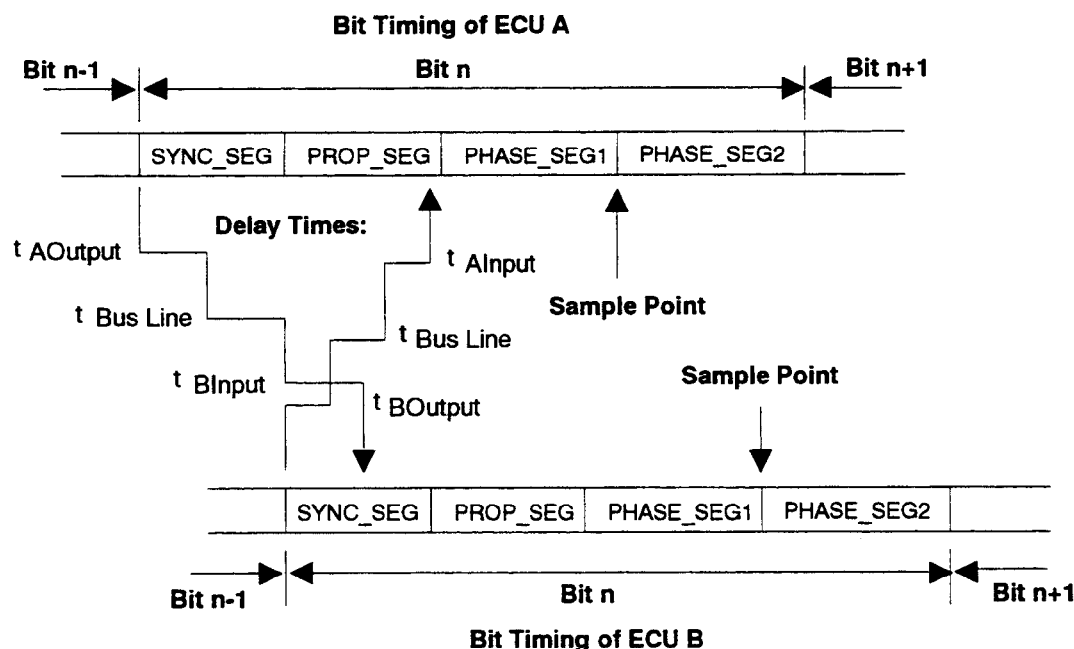 Bit Timing of ECU A
Bit n-1
Bit n
Bit n+1
SYNC_SEG PROP_SEG PHASE_SEG1 PHASE_SEG2
Delay Times:
t AOutput
t AInput
Sample Point
t Bus Line
t Bus Line
Sample Point
t BInput
t BOutput
SYNC_SEG PROP_SEG PHASE_SEG1 PHASE_SEG2
Bit n-1
Bit n
Bit n+1
Bit Timing of ECU B